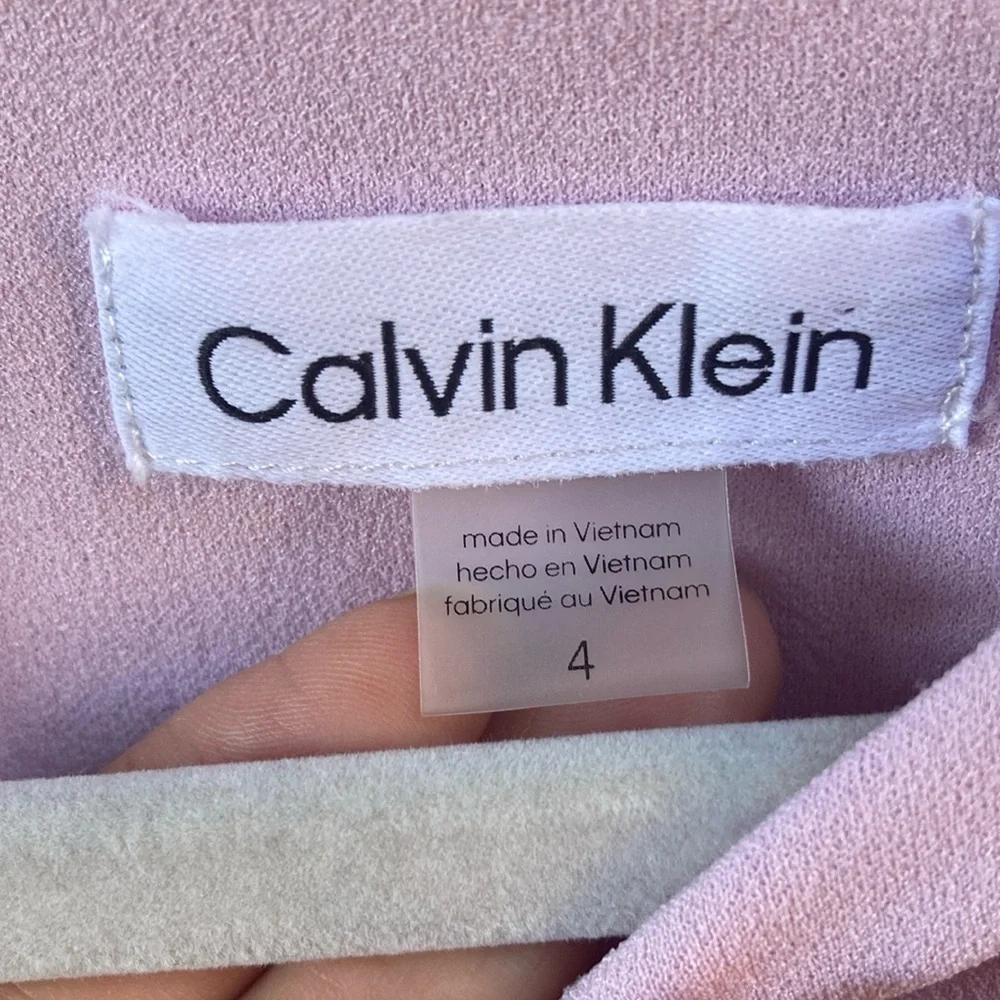 Calvin Klein
made in Vietnam
hecho en Vietnam
fabriqué au Vietnam
4